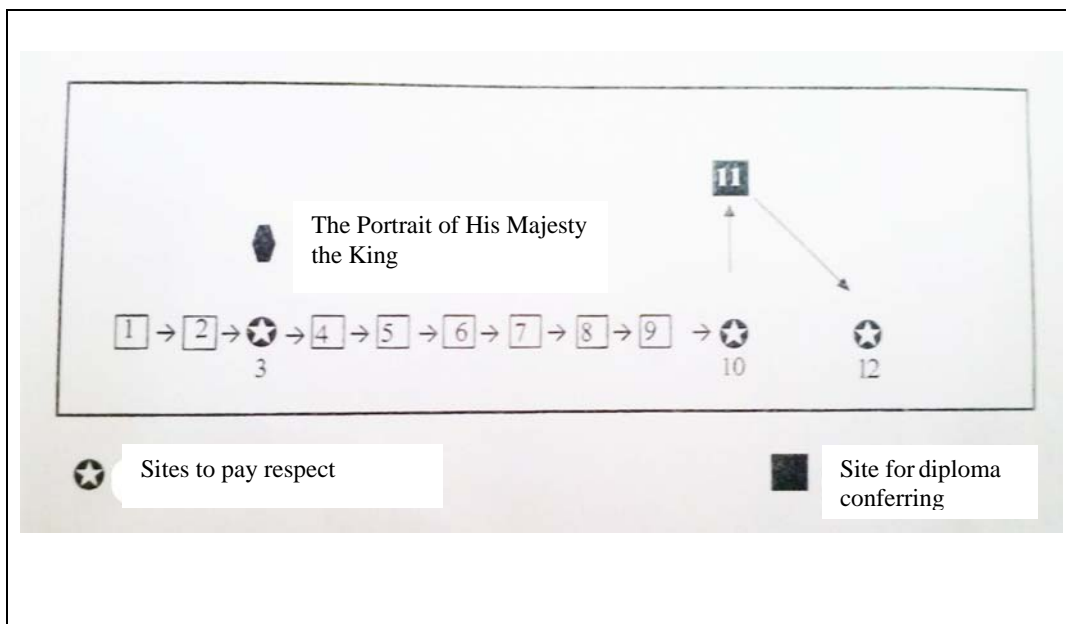 11
The Portrait of His Majesty
the King
1 → 2 → → 4 → 5 → 6 → 7 → 8 → 9 →
3 10 12
Sites to pay respect
Site for diploma
conferring